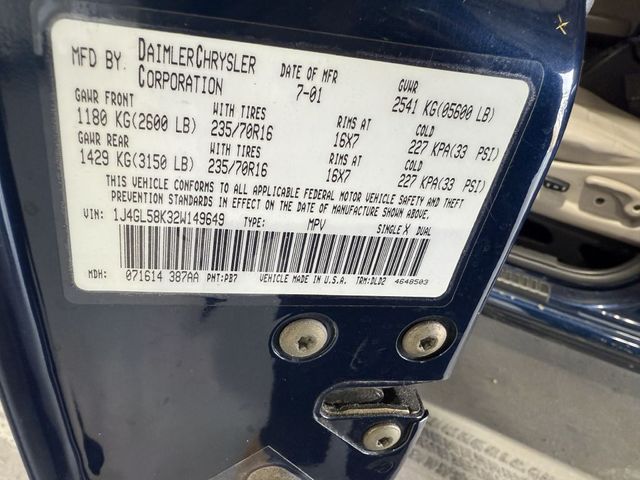 MFD BY. DAIMLERCHRYSLER CORPORATION DATE OF MFR 7-01 GVWR 2541 KG(05600 LB)
GAWR FRONT WITH TIRES RIMS AT COLD
1180 KG(2600 LB) 235/70R16 16X7 227 KPA(33 PSI)
GAWR REAR WITH TIRES RIMS AT COLD
1429 KG(3150 LB) 235/70R16 16X7 227 KPA(33 PSI)
THIS VEHICLE CONFORMS TO ALL APPLICABLE FEDERAL MOTOR VEHICLE SAFETY AND THEFT
PREVENTION STANDARDS IN EFFECT ON THE DATE OF MANUFACTURE SHOWN ABOVE.
VIN: 1J4GL58K32W149649 TYPE: MPV SINGLE X DUAL
MDH: 071614 387AA PNT:PB7 VEHICLE MADE IN U.S.A. TRM:DLD2 4648503